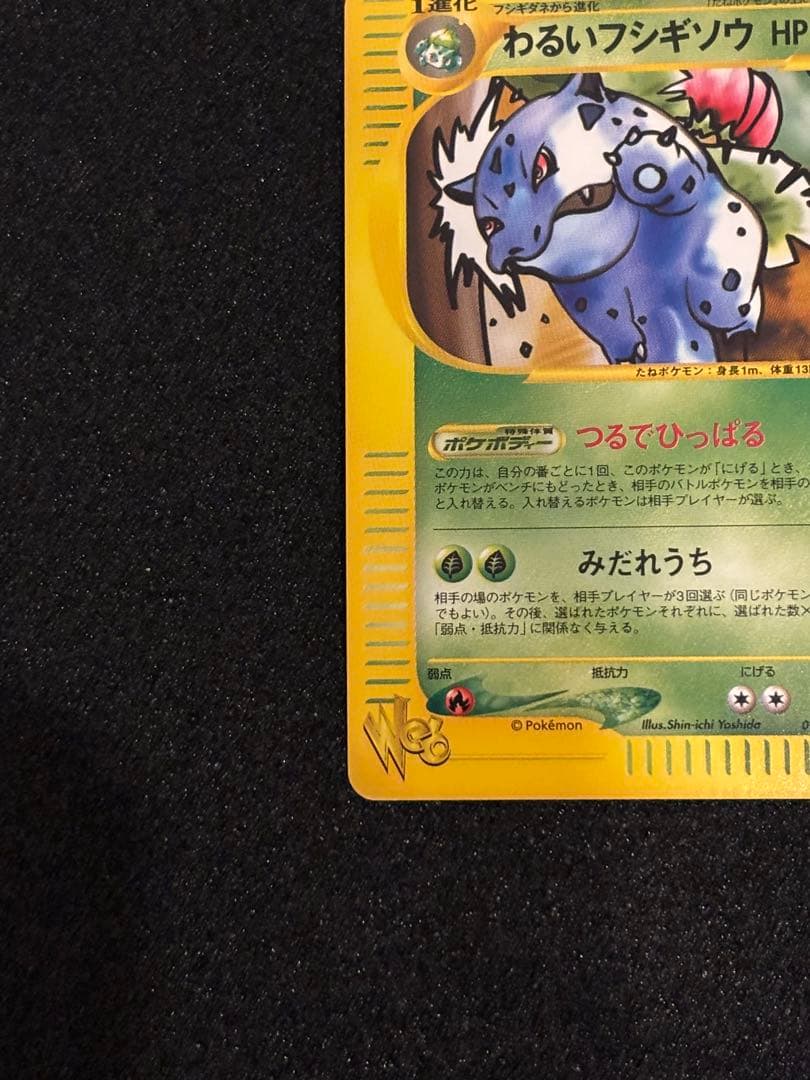 1進化
フシギダネから進化
わるいフシギソウ HP
たねポケモン：身長1m、体重13
特殊体質
ポケボディー
つるでひっぱる
この力は、自分の番ごとに1回、このポケモンが「にげる」とき、
ポケモンがベンチにもどったとき、相手のバトルポケモンを相手の
と入れ替える。入れ替えるポケモンは相手プレイヤーが選ぶ。
みだれうち
相手の場のポケモンを、相手プレイヤーが3回選ぶ（同じポケモン
でもよい）。その後、選ばれたポケモンそれぞれに、選ばれた数×
「弱点・抵抗力」に関係なく与える。
弱点
抵抗力
にげる
© Pokémon
Illus.Shin-ichi Yoshida
0
Web